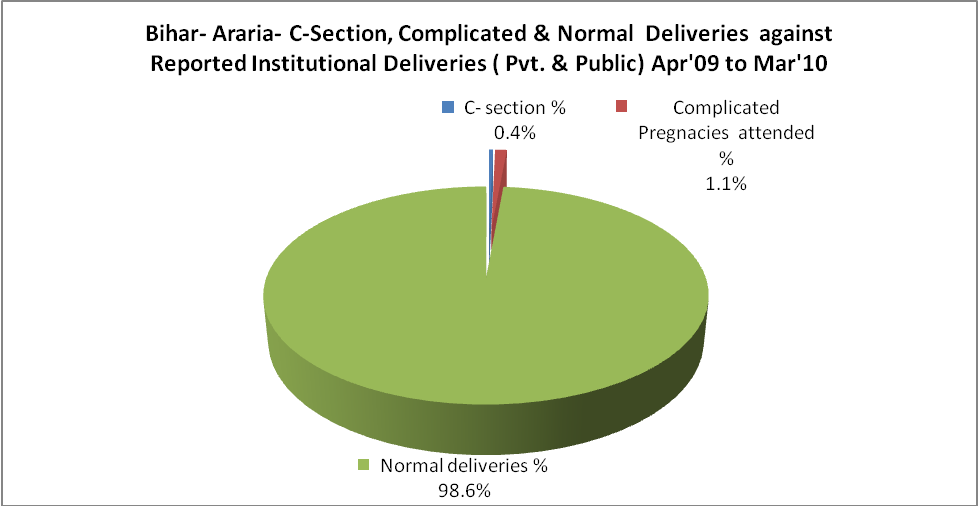 Bihar- Araria- C-Section, Complicated & Normal Deliveries against
Reported Institutional Deliveries ( Pvt. & Public) Apr'09 to Mar'10
C- section %
0.4%
Complicated
Pregnacies attended
%
1.1%
Normal deliveries %
98.6%